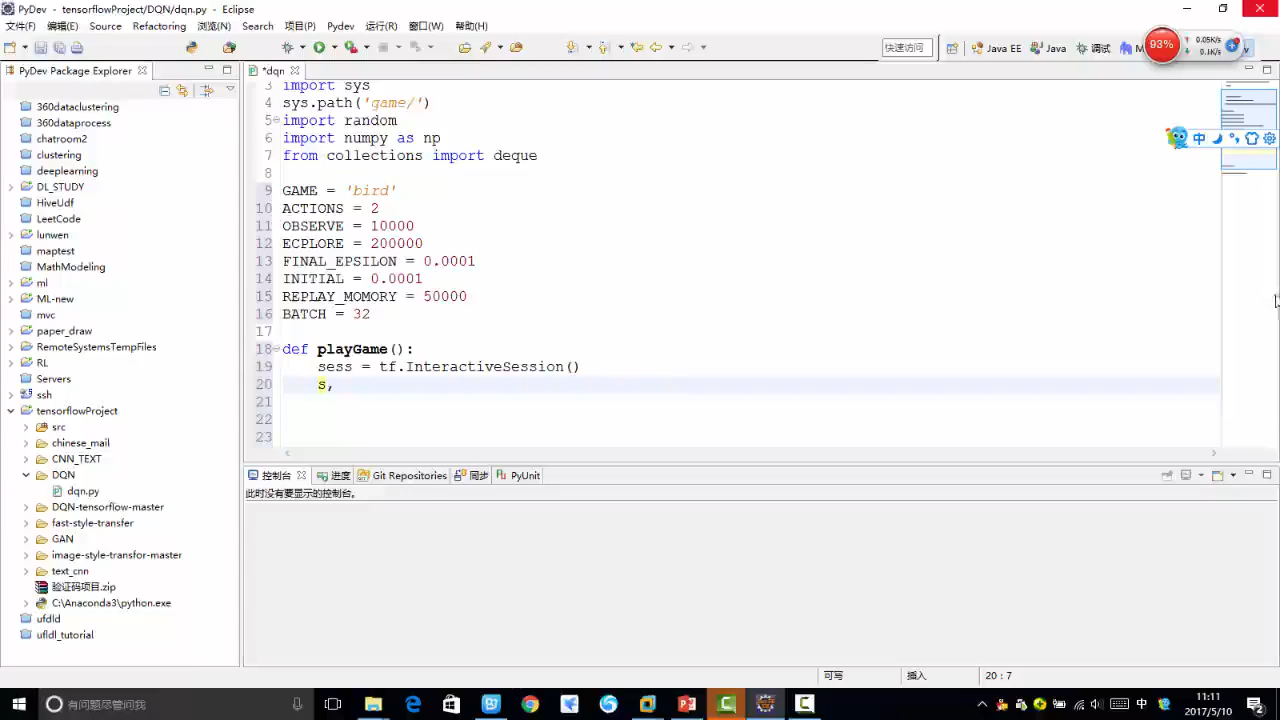 PyDev - tensorflowProject/DQN/dqn.py - Eclipse
文件(F) 编辑(E) Source Refactoring 浏览(N) Search 项目(P) Pydev 运行(R) 窗口(W) 帮助(H)
快速访问 Java EE Java 调试
93% 0.05K/s
0.1K/s
中
PyDev Package Explorer
360dataclustering
360dataprocess
chatroom2
clustering
deeplearning
DL_STUDY
HiveUdf
LeetCode
lunwen
maptest
MathModeling
ml
ML-new
mvc
paper_draw
RemoteSystemsTempFiles
RL
Servers
ssh
tensorflowProject
src
chinese_mail
CNN_TEXT
DQN
dqn.py
DQN-tensorflow-master
fast-style-transfer
GAN
image-style-transfor-master
text_cnn
验证码项目.zip
C:\Anaconda3\python.exe
ufdld
ufldl_tutorial
*dqn
3 import sys
4 sys.path('game/')
5 import random
6 import numpy as np
7 from collections import deque
8
9 GAME = 'bird'
10 ACTIONS = 2
11 OBSERVE = 10000
12 ECPLORE = 200000
13 FINAL_EPSILON = 0.0001
14 INITIAL = 0.0001
15 REPLAY_MOMORY = 50000
16 BATCH = 32
17
18 def playGame():
19 sess = tf.InteractiveSession()
20 s,
21
22
23
控制台 进度 Git Repositories 同步 PyUnit
此时没有要显示的控制台。
可写 插入 20 : 7
有问题尽管问我
中
11:11
2017/5/10
2